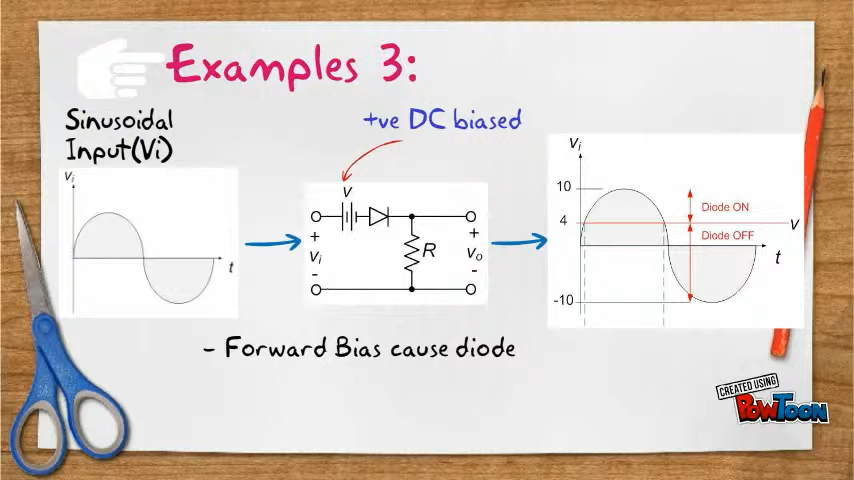 Examples 3:
Sinusoidal
Input(Vi)
+ve DC biased
Vi
t
V
+
Vi
-
R
+
Vo
-
Vi
10
4
-10
Diode ON
Diode OFF
V
t
- Forward Bias cause diode
CREATED USING
POWTOON